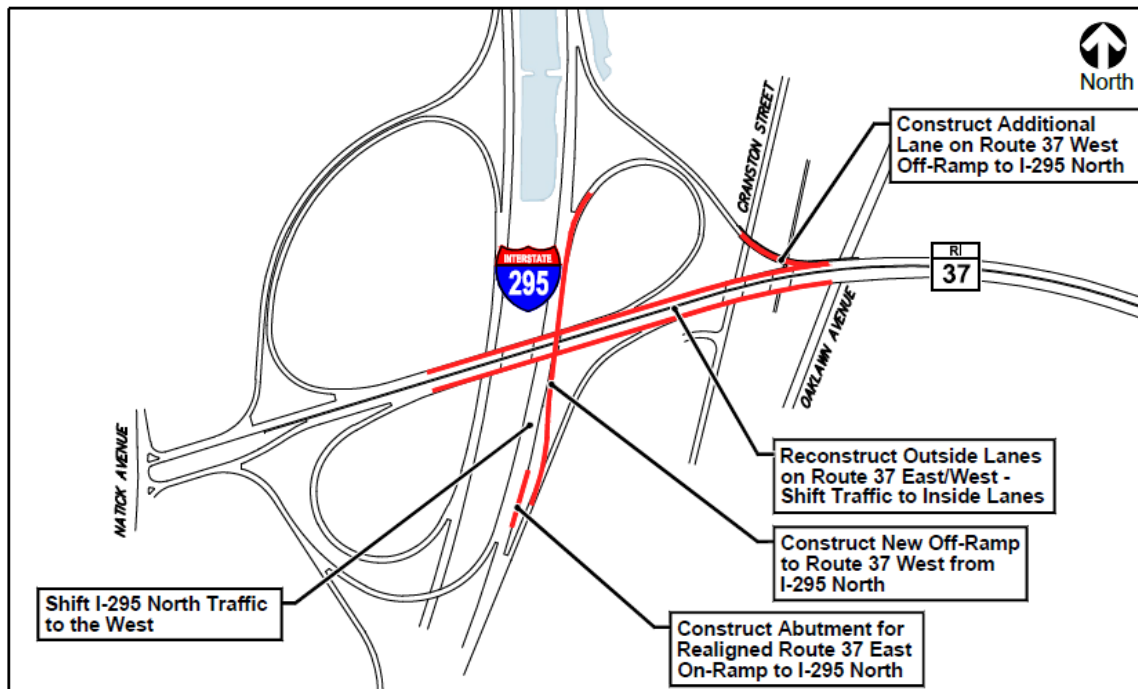 North
Construct Additional
Lane on Route 37 West
Off-Ramp to I-295 North
CRANSTON STREET
OAKLAWN AVENUE
RI
37
INTERSTATE
295
NATICK AVENUE
Reconstruct Outside Lanes
on Route 37 East/West -
Shift Traffic to Inside Lanes
Construct New Off-Ramp
to Route 37 West from
I-295 North
Shift I-295 North Traffic
to the West
Construct Abutment for
Realigned Route 37 East
On-Ramp to I-295 North